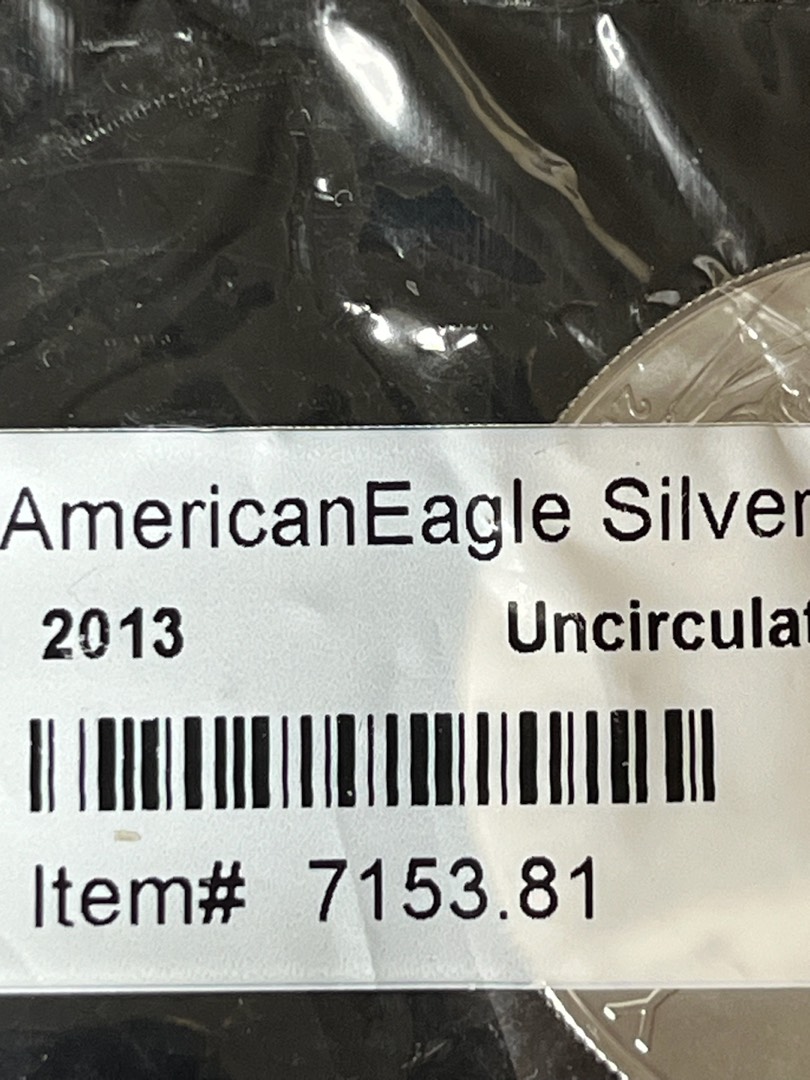 AmericanEagle Silver
2013 Uncirculat
Item# 7153.81